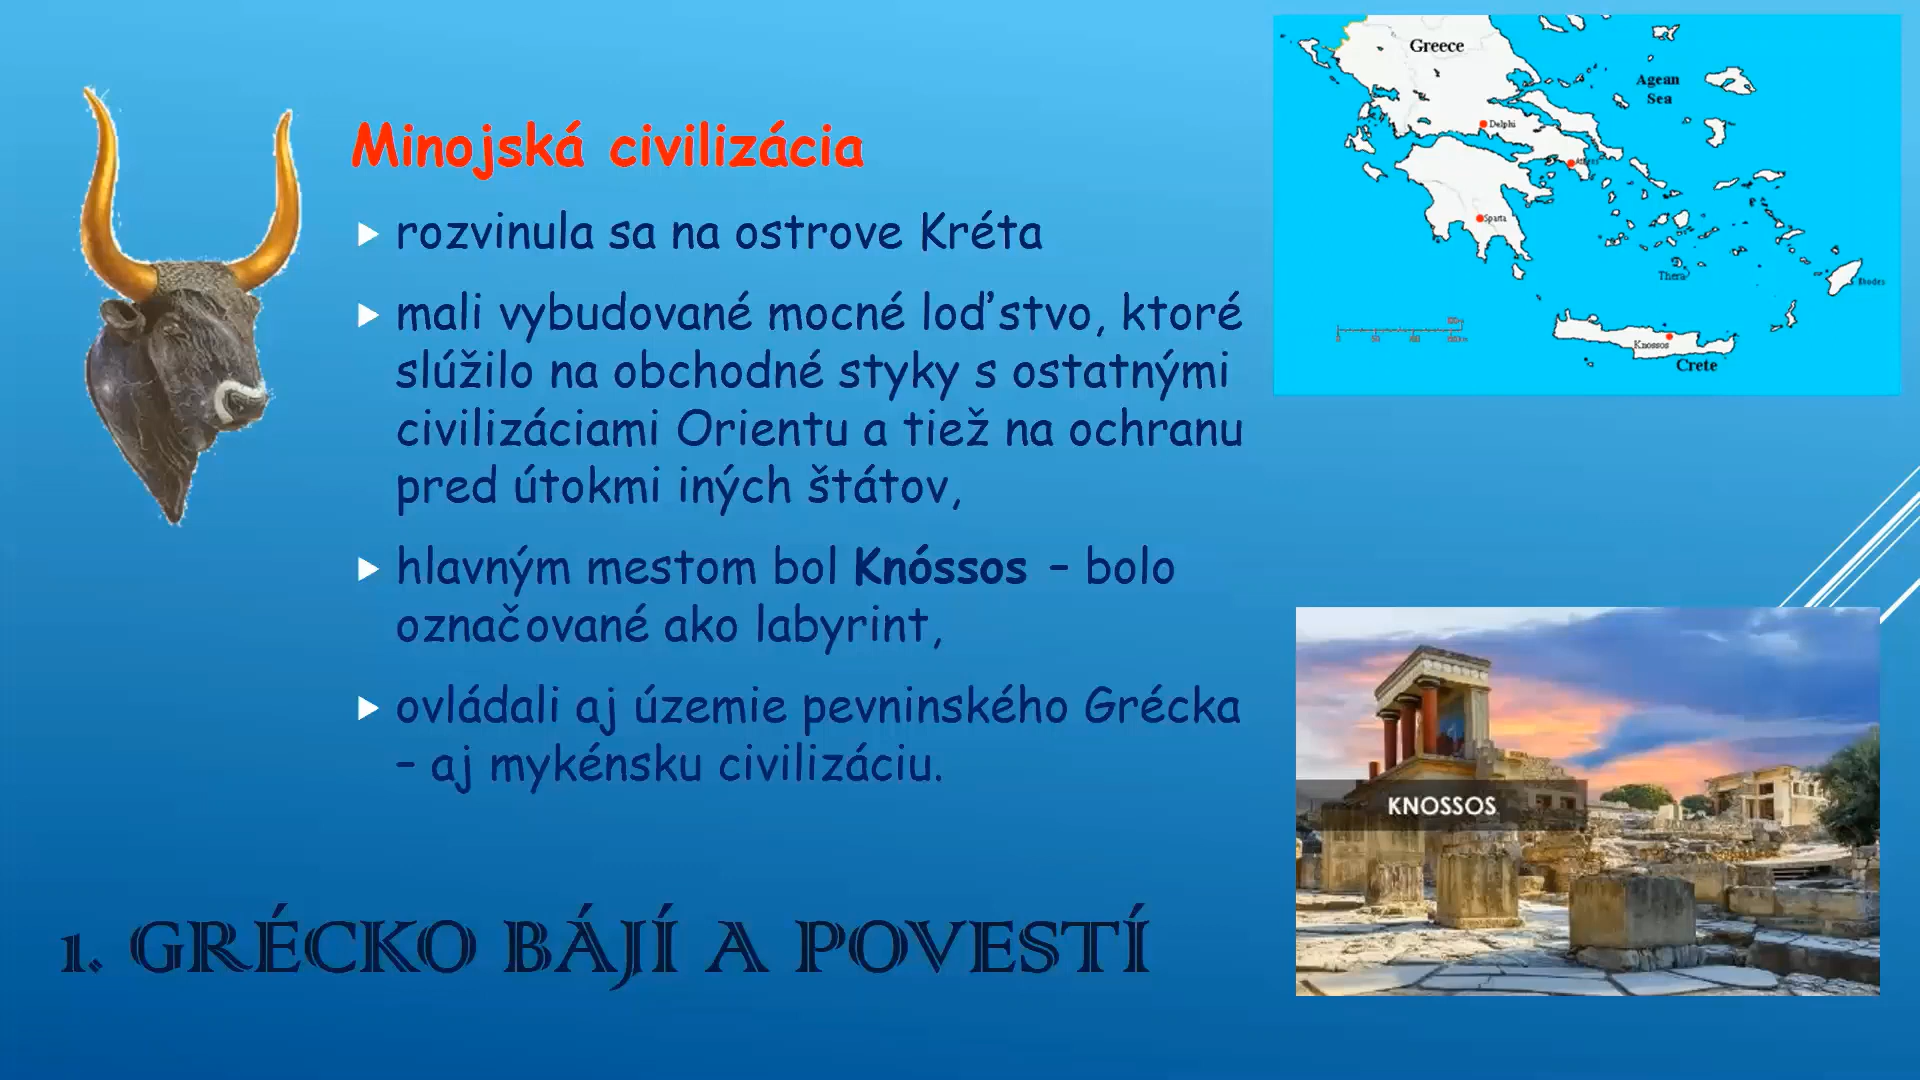 Minojská civilizácia
rozvinula sa na ostrove Kréta
mali vybudované mocné loďstvo, ktoré
slúžilo na obchodné styky s ostatnými
civilizáciami Orientu a tiež na ochranu
pred útokmi iných štátov,
hlavným mestom bol Knóssos – bolo
označované ako labyrint,
ovládali aj územie pevninského Grécka
– aj mykénsku civilizáciu.
1. GRÉCKO BÁJÍ A POVESTÍ
Greece
Agean
Sea
Delphi
Athens
Sparta
Thera
Rhodes
Knossos
Crete
KNOSSOS